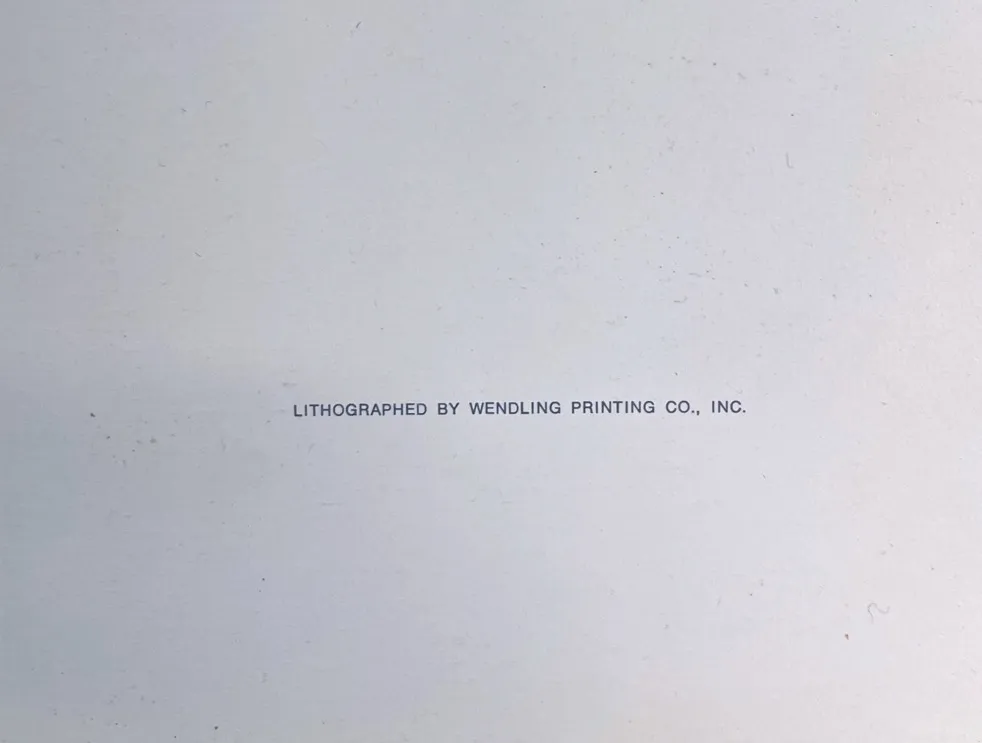 LITHOGRAPHED BY WENDLING PRINTING CO., INC.